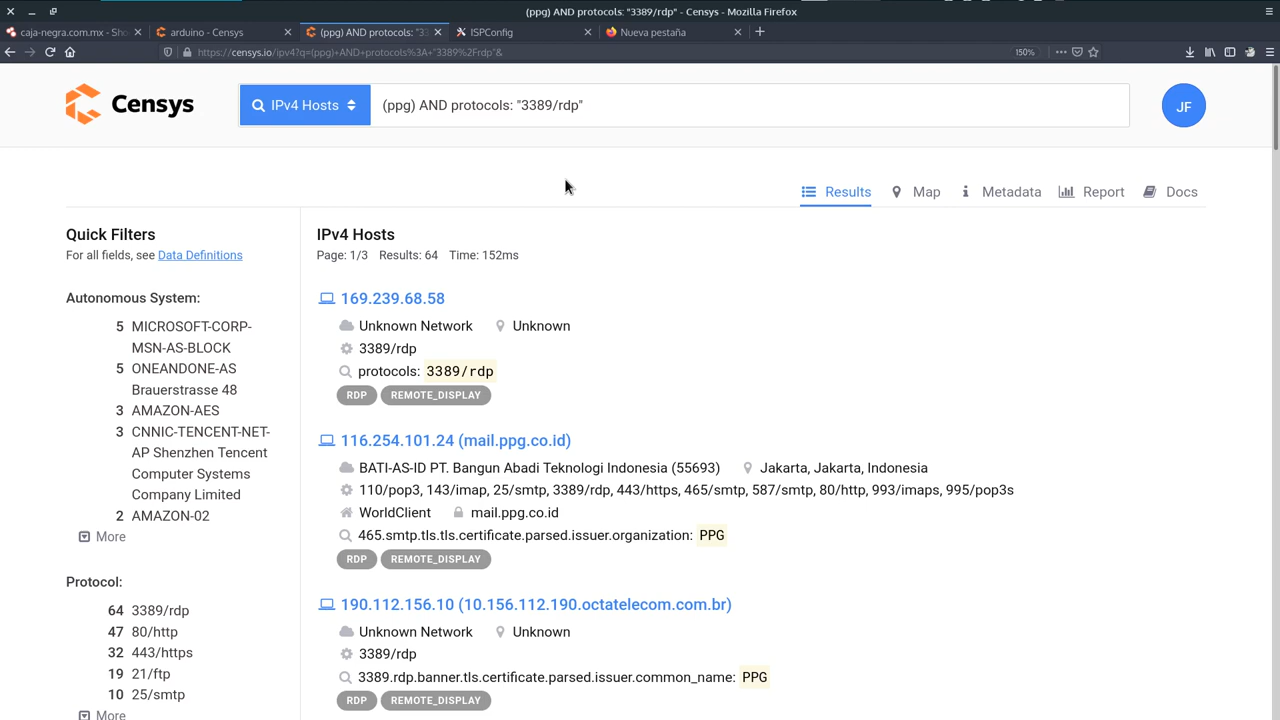 (ppg) AND protocols: "3389/rdp" - Censys - Mozilla Firefox
caja-negra.com.mx - Sho
arduino - Censys
(ppg) AND protocols: "33
ISPConfig
Nueva pestaña
https://censys.io/ipv4?q=(ppg)+AND+protocols%3A+"3389%2Frdp"&
150%
Censys
IPv4 Hosts
(ppg) AND protocols: "3389/rdp"
JF
Results
Map
Metadata
Report
Docs
Quick Filters
For all fields, see Data Definitions
Autonomous System:
5 MICROSOFT-CORP-
MSN-AS-BLOCK
5 ONEANDONE-AS
Brauerstrasse 48
3 AMAZON-AES
3 CNNIC-TENCENT-NET-
AP Shenzhen Tencent
Computer Systems
Company Limited
2 AMAZON-02
More
Protocol:
64 3389/rdp
47 80/http
32 443/https
19 21/ftp
10 25/smtp
More
IPv4 Hosts
Page: 1/3 Results: 64 Time: 152ms
169.239.68.58
Unknown Network Unknown
3389/rdp
protocols: 3389/rdp
RDP REMOTE_DISPLAY
116.254.101.24 (mail.ppg.co.id)
BATI-AS-ID PT. Bangun Abadi Teknologi Indonesia (55693) Jakarta, Jakarta, Indonesia
110/pop3, 143/imap, 25/smtp, 3389/rdp, 443/https, 465/smtp, 587/smtp, 80/http, 993/imaps, 995/pop3s
WorldClient mail.ppg.co.id
465.smtp.tls.tls.certificate.parsed.issuer.organization: PPG
RDP REMOTE_DISPLAY
190.112.156.10 (10.156.112.190.octatelecom.com.br)
Unknown Network Unknown
3389/rdp
3389.rdp.banner.tls.certificate.parsed.issuer.common_name: PPG
RDP REMOTE_DISPLAY